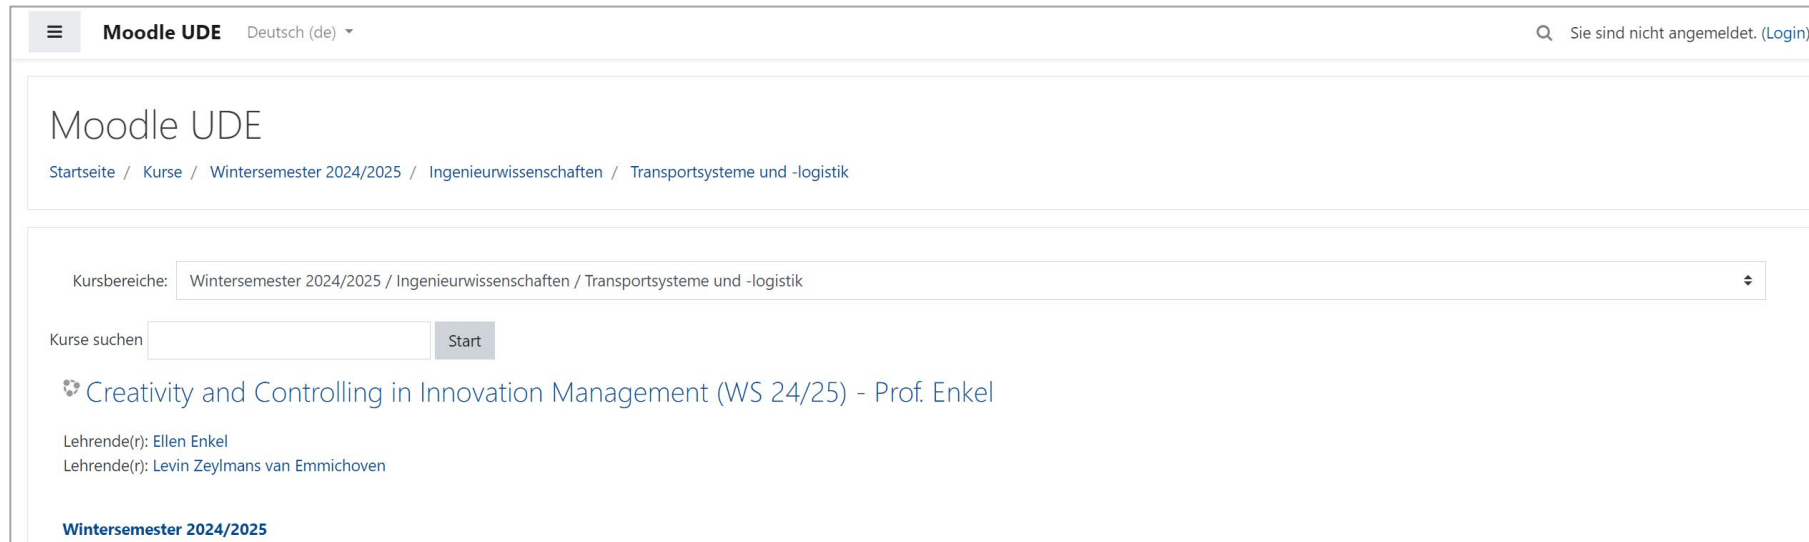 Moodle UDE Deutsch (de) Sie sind nicht angemeldet. (Login)
Moodle UDE
Startseite / Kurse / Wintersemester 2024/2025 / Ingenieurwissenschaften / Transportsysteme und -logistik
Kursbereiche: Wintersemester 2024/2025 / Ingenieurwissenschaften / Transportsysteme und -logistik
Kurse suchen Start
Creativity and Controlling in Innovation Management (WS 24/25) - Prof. Enkel
Lehrende(r): Ellen Enkel
Lehrende(r): Levin Zeylmans van Emmichoven
Wintersemester 2024/2025